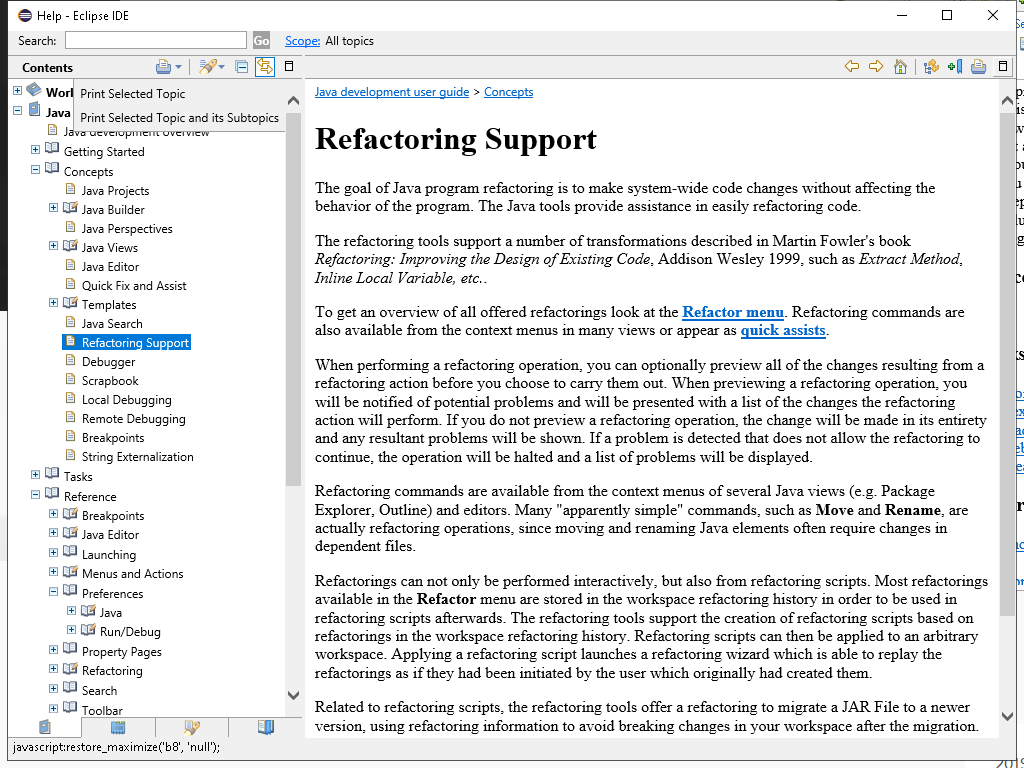 Help - Eclipse IDE
Search:
Go
Scope: All topics
Contents
Print Selected Topic
Print Selected Topic and its Subtopics
Java
Java development overview
Getting Started
Concepts
Java Projects
Java Builder
Java Perspectives
Java Views
Java Editor
Quick Fix and Assist
Templates
Java Search
Refactoring Support
Debugger
Scrapbook
Local Debugging
Remote Debugging
Breakpoints
String Externalization
Tasks
Reference
Breakpoints
Java Editor
Launching
Menus and Actions
Preferences
Java
Run/Debug
Property Pages
Refactoring
Search
Toolbar
javascript:restore_maximize('b8', 'null');
Java development user guide > Concepts
Refactoring Support
The goal of Java program refactoring is to make system-wide code changes without affecting the
behavior of the program. The Java tools provide assistance in easily refactoring code.
The refactoring tools support a number of transformations described in Martin Fowler's book
Refactoring: Improving the Design of Existing Code, Addison Wesley 1999, such as Extract Method,
Inline Local Variable, etc..
To get an overview of all offered refactorings look at the Refactor menu. Refactoring commands are
also available from the context menus in many views or appear as quick assists.
When performing a refactoring operation, you can optionally preview all of the changes resulting from a
refactoring action before you choose to carry them out. When previewing a refactoring operation, you
will be notified of potential problems and will be presented with a list of the changes the refactoring
action will perform. If you do not preview a refactoring operation, the change will be made in its entirety
and any resultant problems will be shown. If a problem is detected that does not allow the refactoring to
continue, the operation will be halted and a list of problems will be displayed.
Refactoring commands are available from the context menus of several Java views (e.g. Package
Explorer, Outline) and editors. Many "apparently simple" commands, such as Move and Rename, are
actually refactoring operations, since moving and renaming Java elements often require changes in
dependent files.
Refactorings can not only be performed interactively, but also from refactoring scripts. Most refactorings
available in the Refactor menu are stored in the workspace refactoring history in order to be used in
refactoring scripts afterwards. The refactoring tools support the creation of refactoring scripts based on
refactorings in the workspace refactoring history. Refactoring scripts can then be applied to an arbitrary
workspace. Applying a refactoring script launches a refactoring wizard which is able to replay the
refactorings as if they had been initiated by the user which originally had created them.
Related to refactoring scripts, the refactoring tools offer a refactoring to migrate a JAR File to a newer
version, using refactoring information to avoid breaking changes in your workspace after the migration.